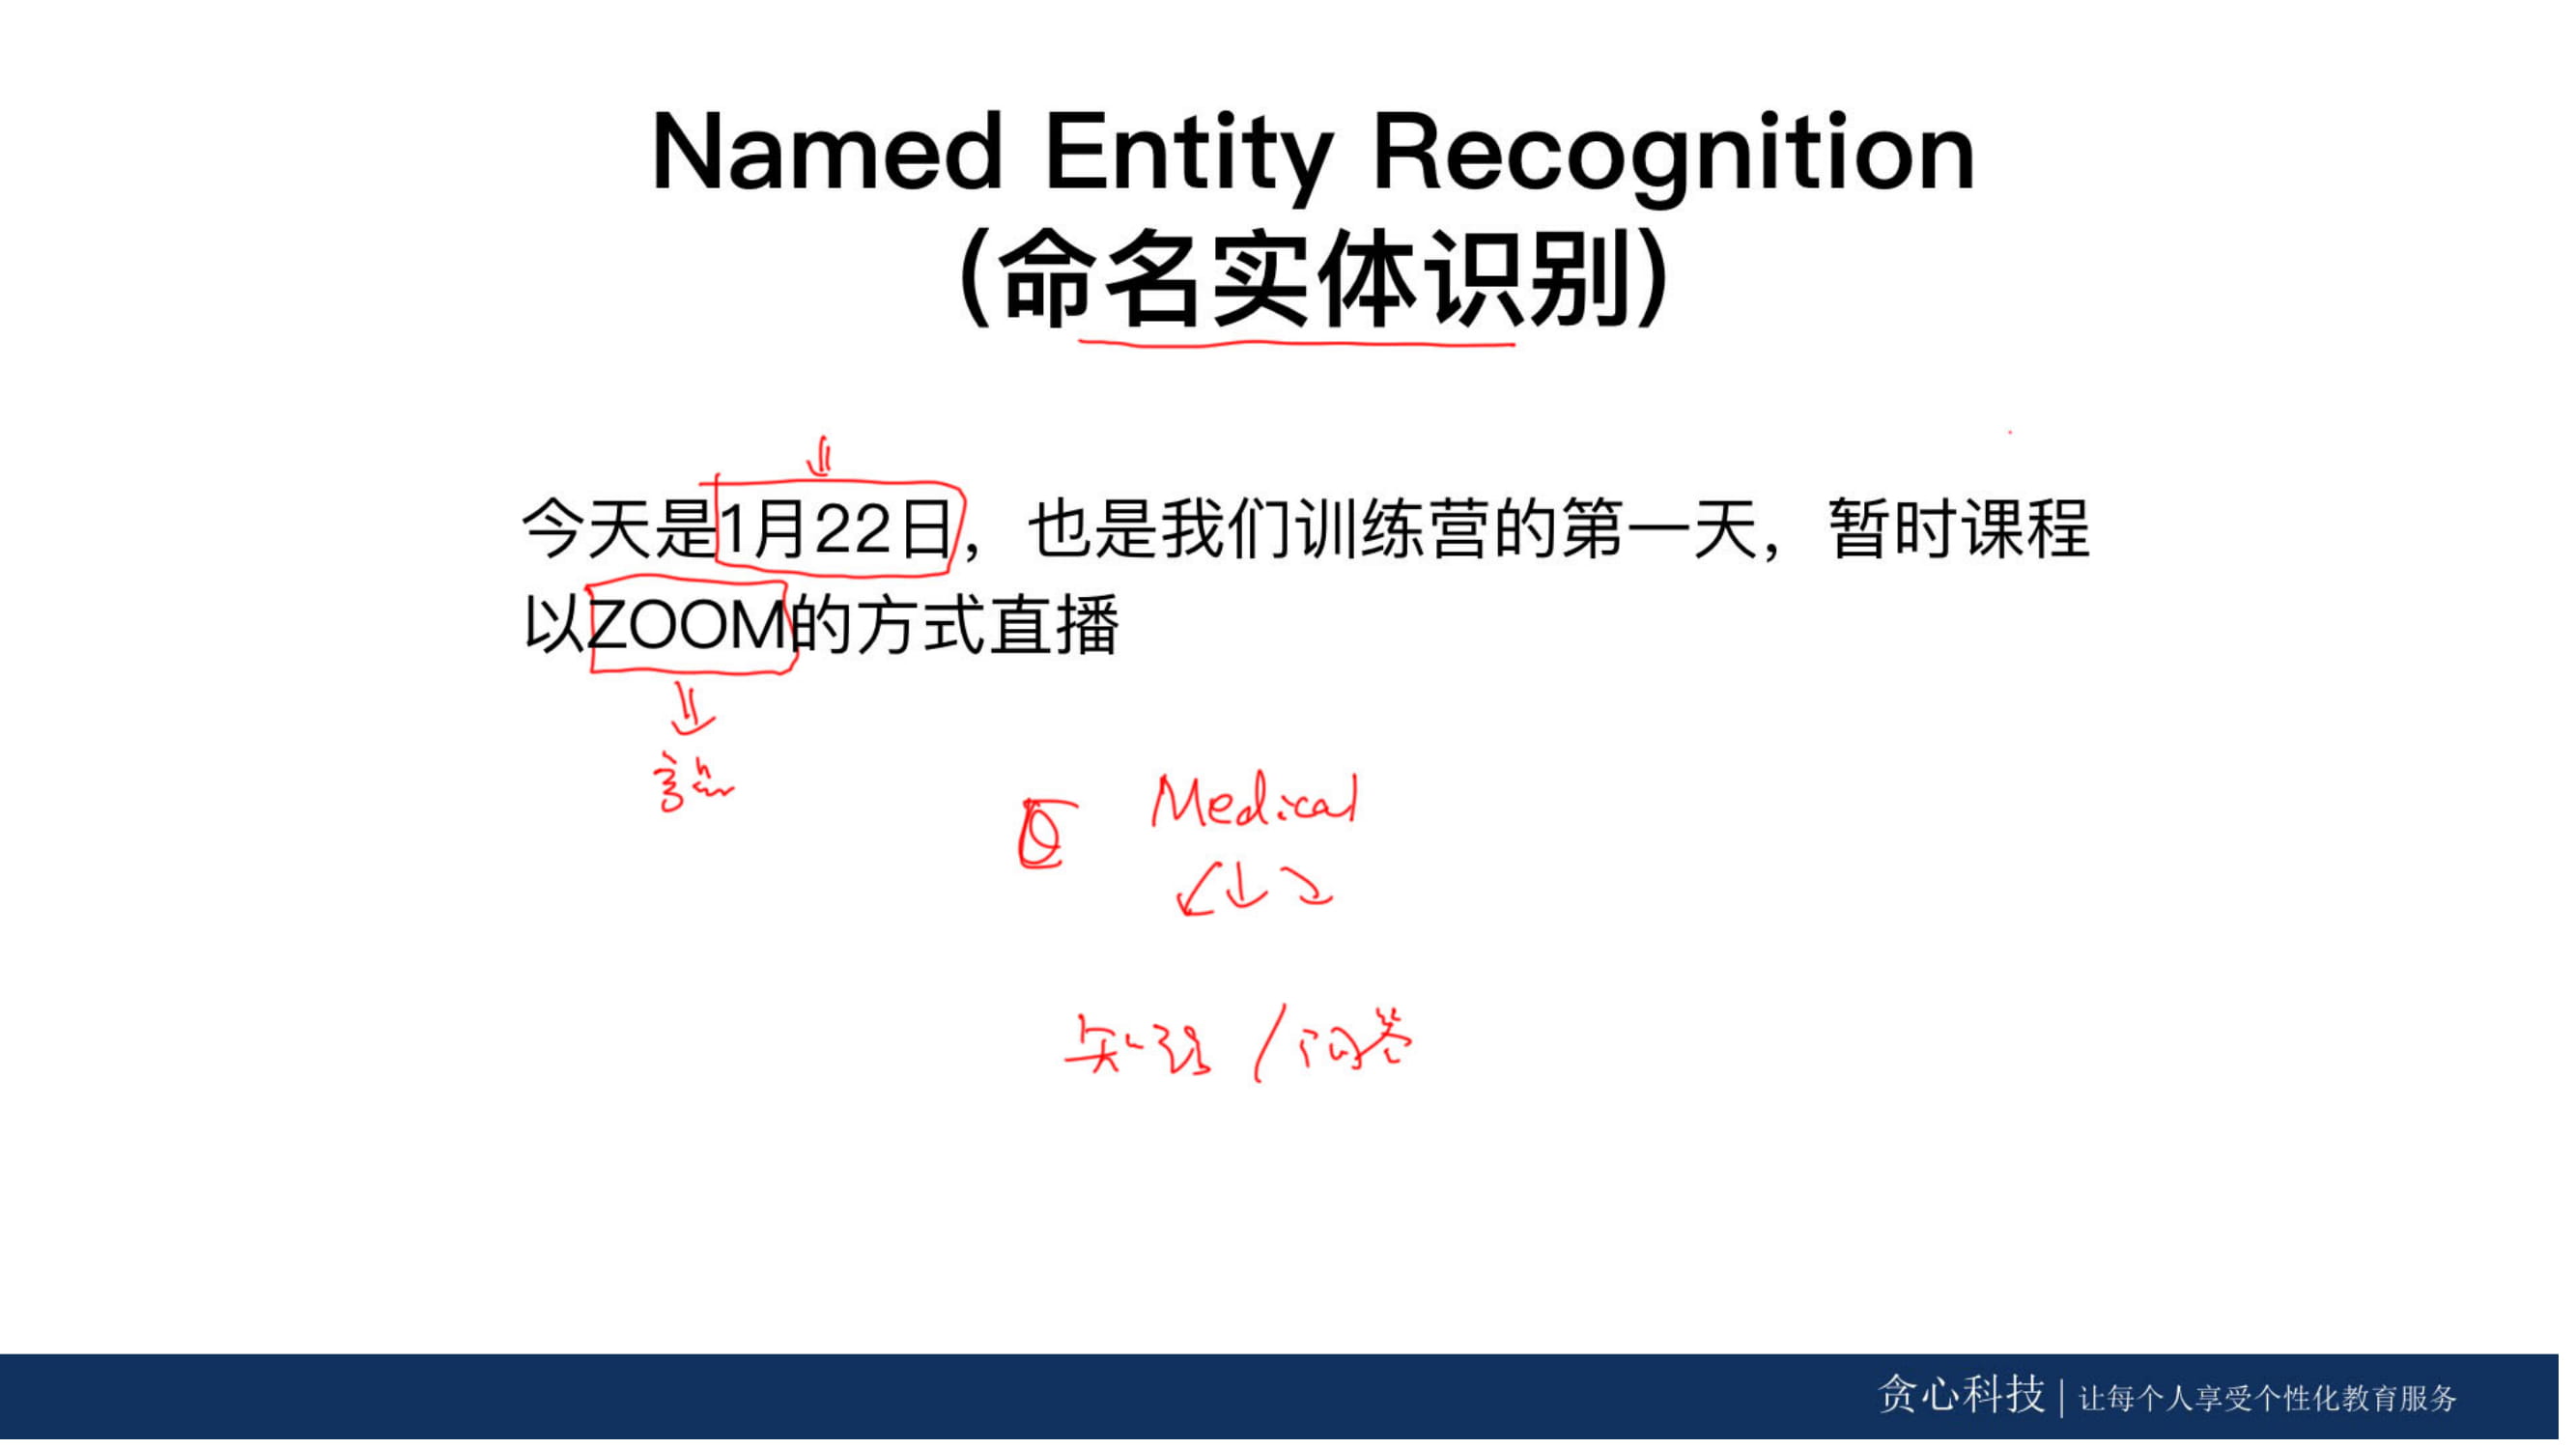 Named Entity Recognition
(命名实体识别)
今天是1月22日，也是我们训练营的第一天，暂时课程
以ZOOM的方式直播
Medical
/问答
贪心科技 | 让每个人享受个性化教育服务